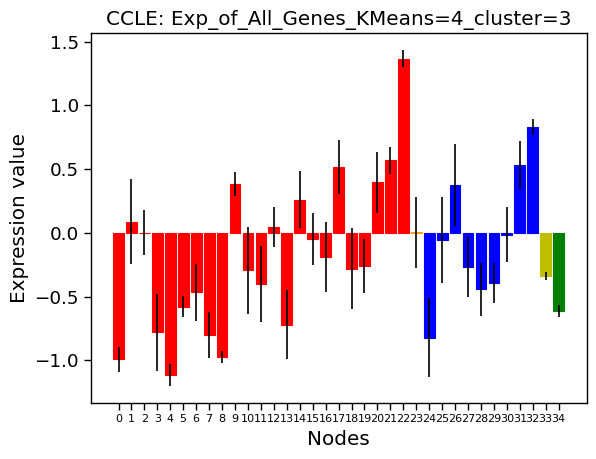 CCLE: Exp_of_All_Genes_KMeans=4_cluster=3
Expression value
1.5
1.0
0.5
0.0
−0.5
−1.0
0 1 2 3 4 5 6 7 8 9 10 11 12 13 14 15 16 17 18 19 20 21 22 23 24 25 26 27 28 29 30 31 32 33 34
Nodes